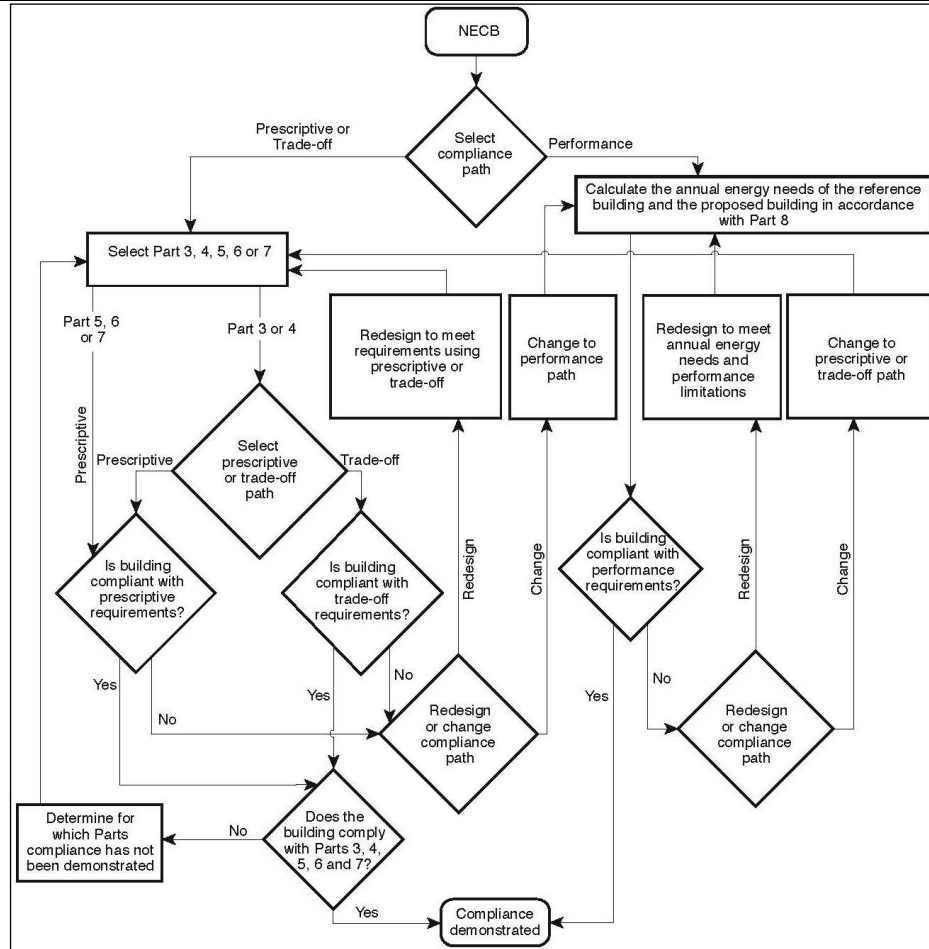 NECB
Select
compliance
path
Prescriptive or
Trade-off
Performance
Calculate the annual energy needs of the reference
building and the proposed building in accordance
with Part 8
Select Part 3, 4, 5, 6 or 7
Part 5, 6
or 7
Part 3 or 4
Redesign to meet
requirements using
prescriptive or
trade-off
Change to
performance
path
Redesign to meet
annual energy
needs and
performance
limitations
Change to
prescriptive or
trade-off path
Prescriptive
Prescriptive
Select
prescriptive
or trade-off
path
Trade-off
Is building
compliant with
prescriptive
requirements?
Is building
compliant with
trade-off
requirements?
Redesign
Change
Is building
compliant with
performance
requirements?
Redesign
Change
Yes
No
Yes
No
Redesign
or change
compliance
path
Yes
No
Redesign
or change
compliance
path
Determine for
which Parts
compliance has not
been demonstrated
No
Does the
building comply
with Parts 3, 4,
5, 6 and 7?
Yes
Compliance
demonstrated